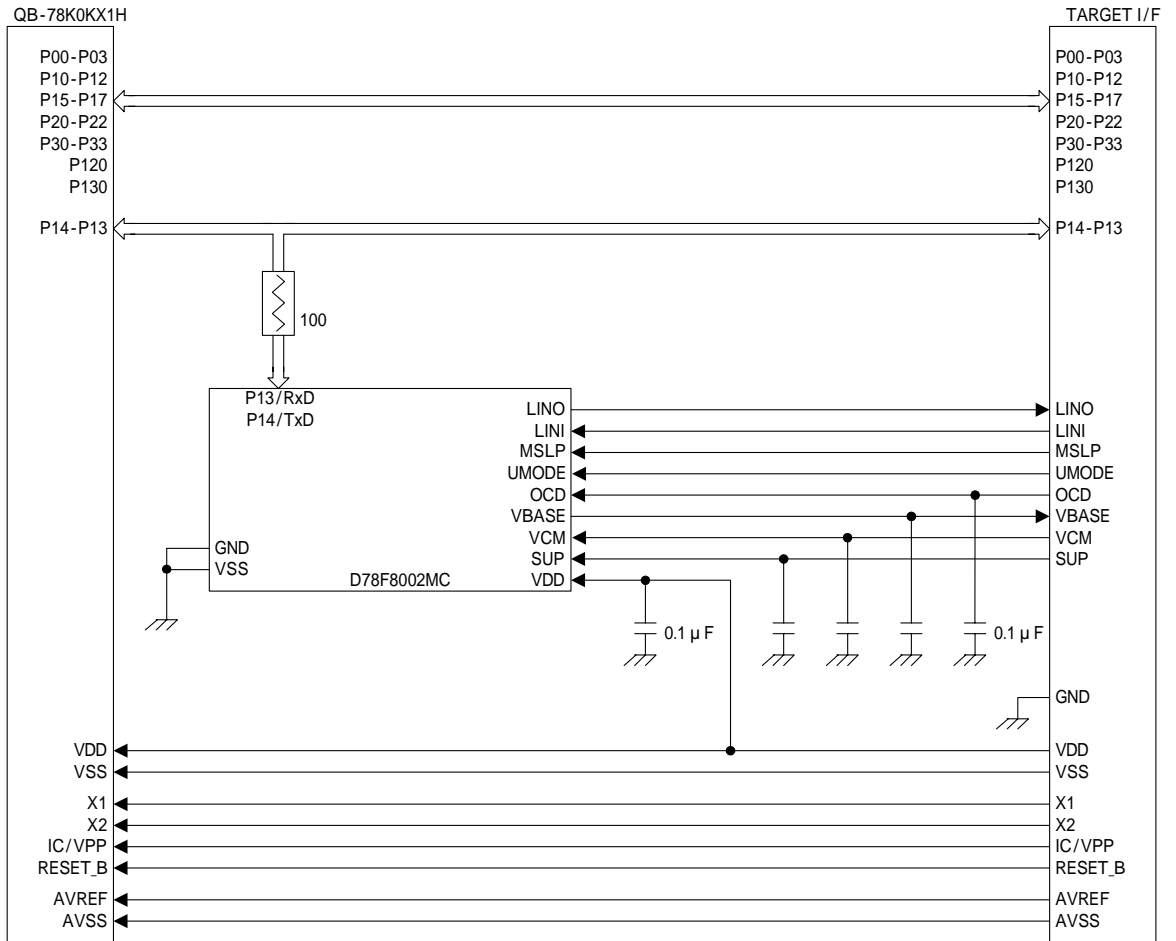 QB-78K0KX1H
TARGET I/F
P00-P03
P10-P12
P15-P17
P20-P22
P30-P33
P120
P130
P14-P13
P00-P03
P10-P12
P15-P17
P20-P22
P30-P33
P120
P130
P14-P13
100
P13/RxD
P14/TxD
LINO
LINI
MSLP
UMODE
OCD
VBASE
VCM
SUP
VDD
GND
VSS
D78F8002MC
LINO
LINI
MSLP
UMODE
OCD
VBASE
VCM
SUP
0.1 µ F
0.1 µ F
GND
VDD
VSS
X1
X2
IC/VPP
RESET_B
AVREF
AVSS
VDD
VSS
X1
X2
IC/VPP
RESET_B
AVREF
AVSS